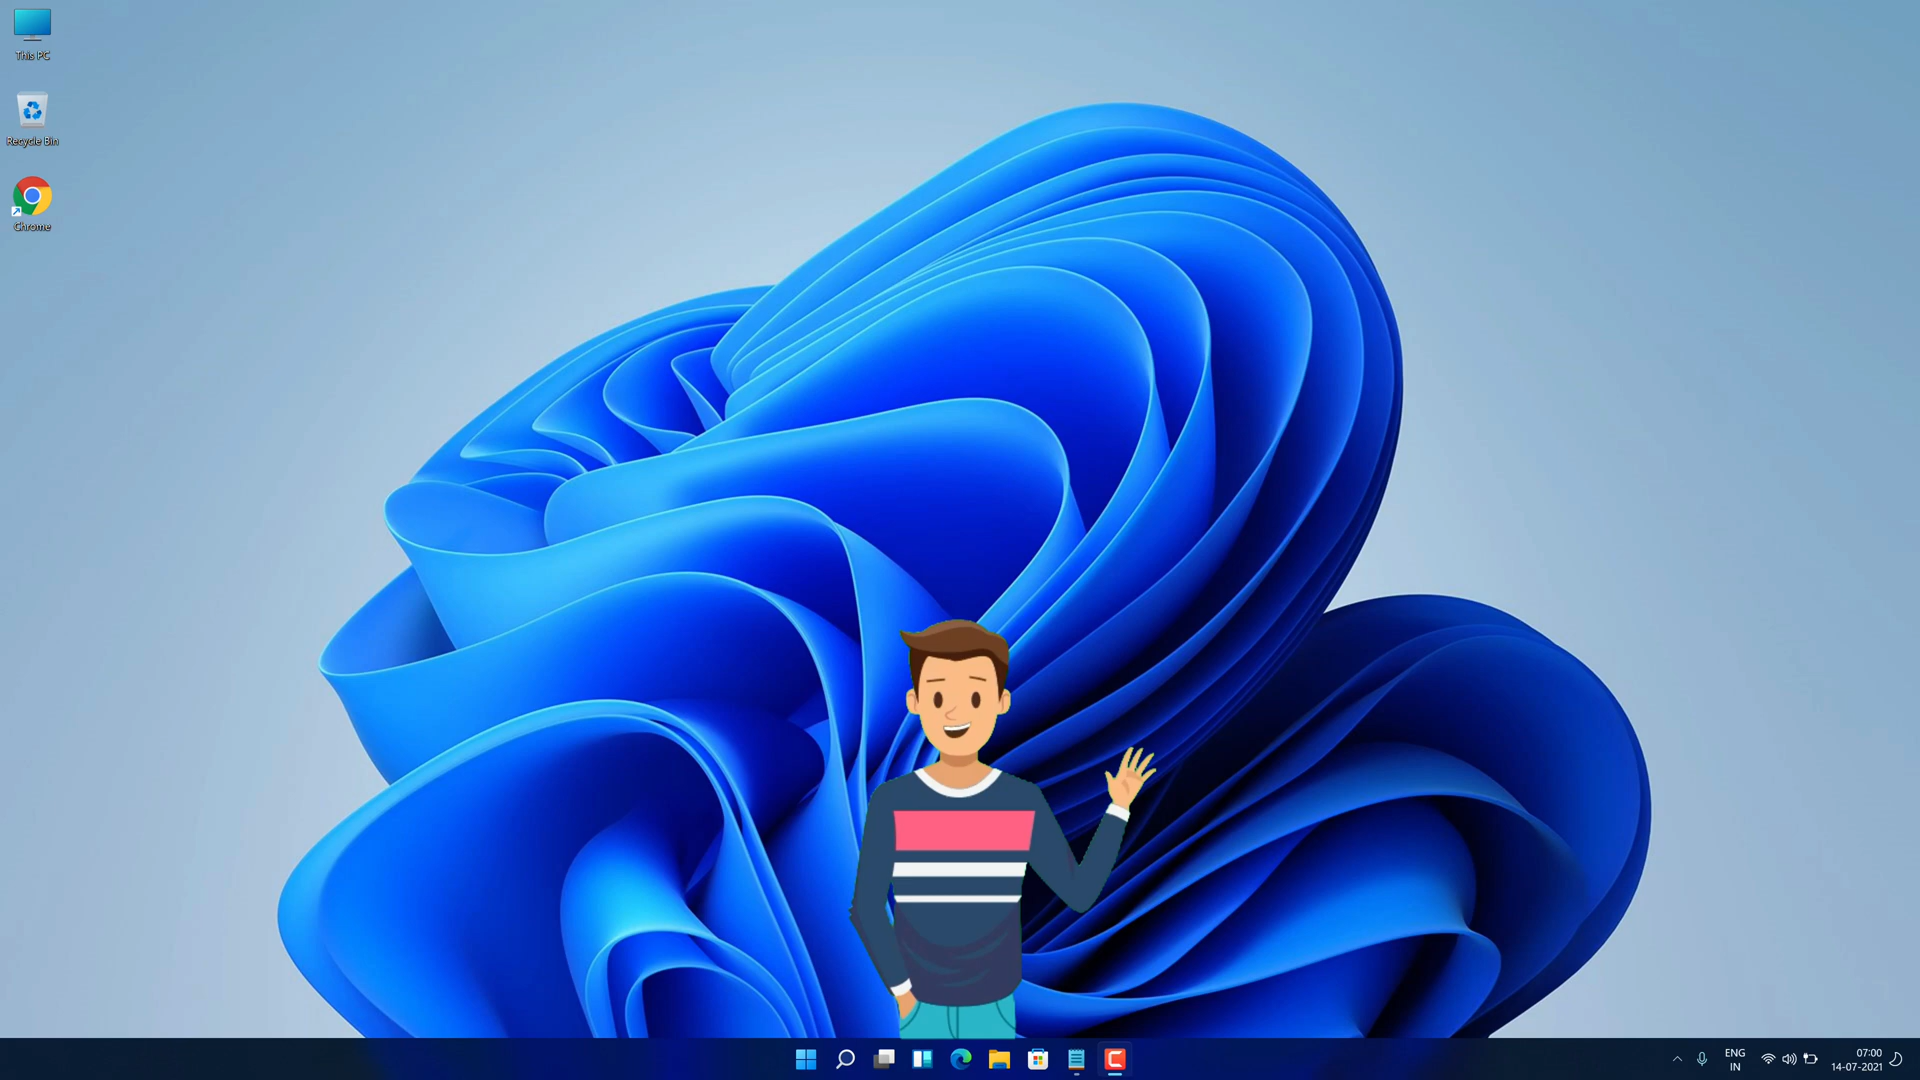 This PC
Recycle Bin
Chrome
ENG
IN
07:00
14-07-2021